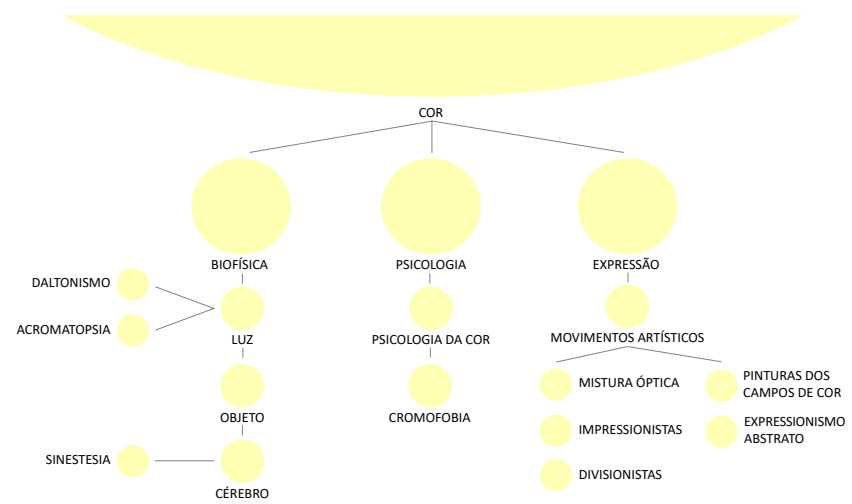 COR
BIOFÍSICA
PSICOLOGIA
EXPRESSÃO
DALTONISMO
ACROMATOPSIA
LUZ
PSICOLOGIA DA COR
MOVIMENTOS ARTÍSTICOS
MISTURA ÓPTICA
PINTURAS DOS
CAMPOS DE COR
OBJETO
CROMOFOBIA
IMPRESSIONISTAS
EXPRESSIONISMO
ABSTRATO
SINESTESIA
DIVISIONISTAS
CÉREBRO